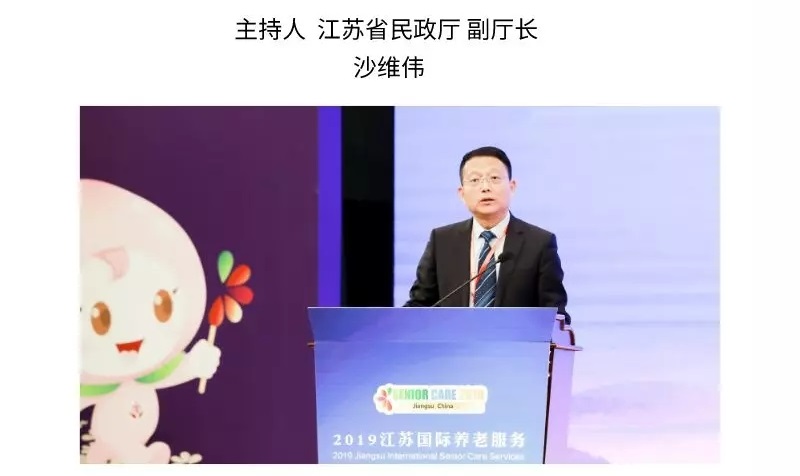 主持人 江苏省民政厅 副厅长
沙维伟
SENIOR CARE 2019
Jiangsu China
2019江苏国际养老服务
2019 Jiangsu International Senior Care Services